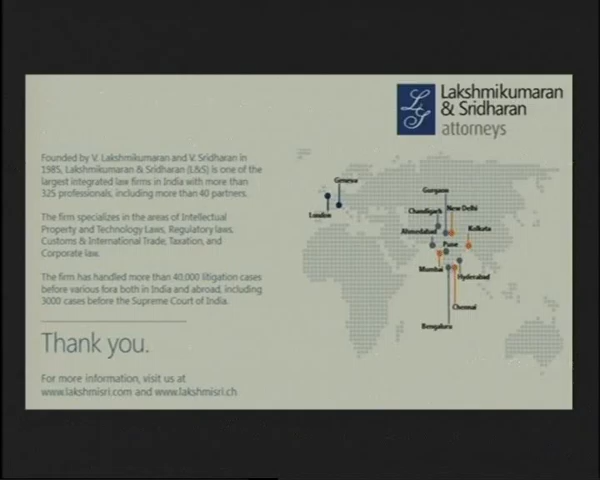 Lakshmikumaran
& Sridharan
attorneys
Founded by V. Lakshmikumaran and V. Sridharan in
1985, Lakshmikumaran & Sridharan (L&S) is one of the
largest integrated law firms in India with more than
325 professionals, including more than 40 partners.
The firm specializes in the areas of Intellectual
Property and Technology Laws, Regulatory laws,
Customs & International Trade, Taxation, and
Corporate law.
The firm has handled more than 40,000 litigation cases
before various fora both in India and abroad, including
3000 cases before the Supreme Court of India.
Thank you.
For more information, visit us at
www.lakshmisri.com and www.lakshmisri.ch
Geneva
London
Gurgaon
Chandigarh
New Delhi
Ahmedabad
Kolkata
Pune
Mumbai
Hyderabad
Chennai
Bengaluru
LS